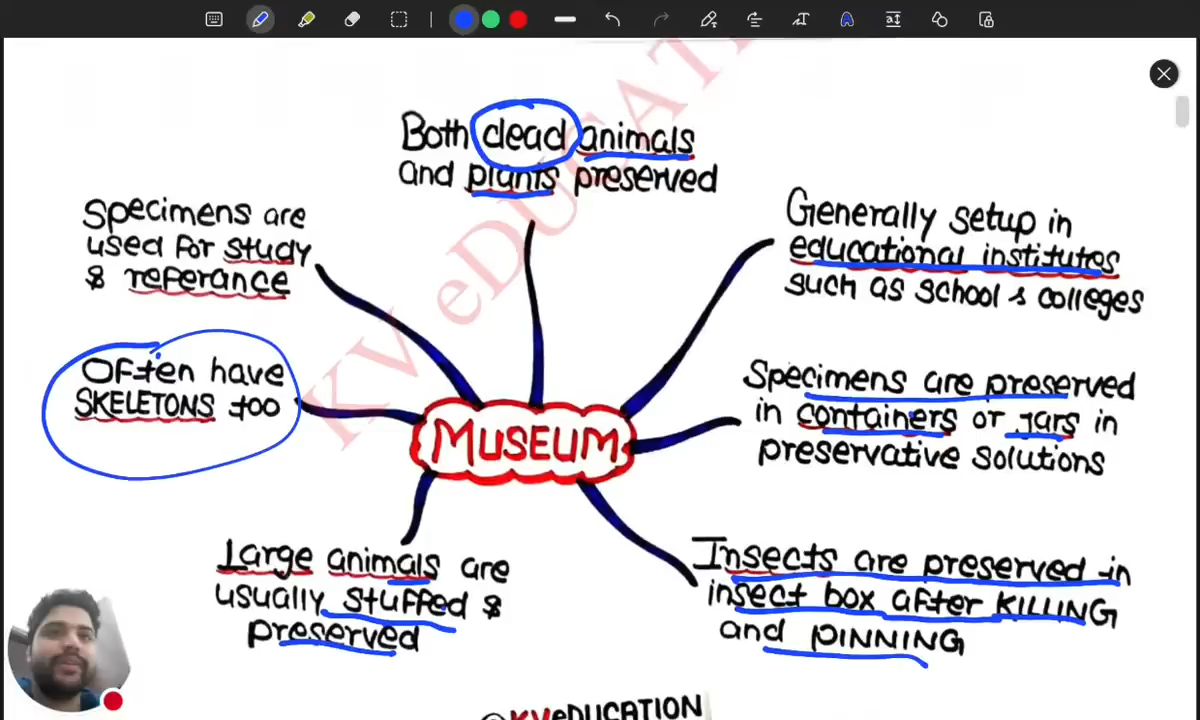 KV eDUCATI
Both dead animals
and plants preserved
Specimens are
used for study
& referance
Generally setup in
educational institutes
such as school & colleges
Often have
SKELETONS too
Specimens are preserved
in containers or jars in
preservative solutions
MUSEUM
Large animals are
usually stuffed &
preserved
Insects are preserved in
insect box after KILLING
and PINNING
@KVeDUCATION